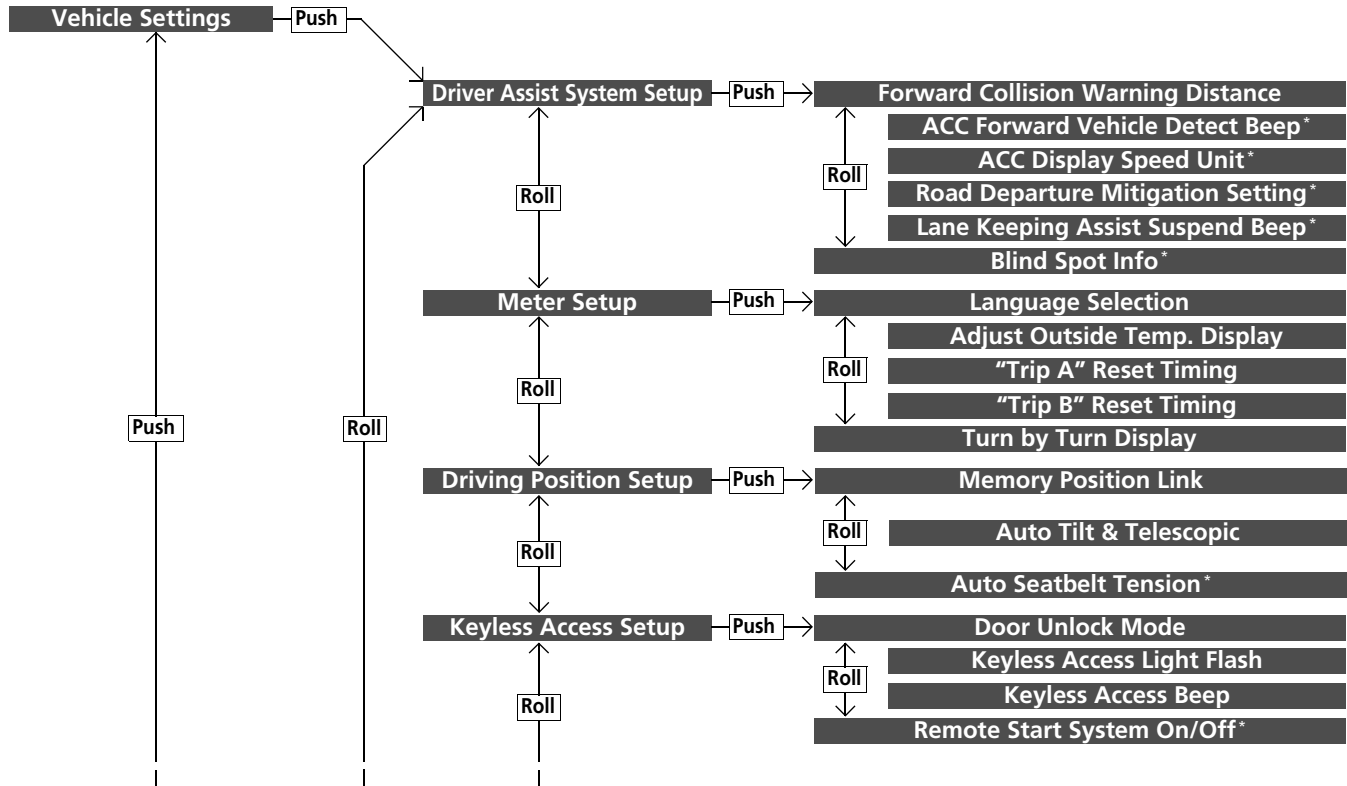 Vehicle Settings
Push
Driver Assist System Setup
Push
Forward Collision Warning Distance
ACC Forward Vehicle Detect Beep*
ACC Display Speed Unit*
Road Departure Mitigation Setting*
Lane Keeping Assist Suspend Beep*
Blind Spot Info*
Roll
Roll
Meter Setup
Push
Language Selection
Adjust Outside Temp. Display
“Trip A” Reset Timing
“Trip B” Reset Timing
Turn by Turn Display
Roll
Roll
Push
Roll
Driving Position Setup
Push
Memory Position Link
Auto Tilt & Telescopic
Auto Seatbelt Tension*
Roll
Roll
Keyless Access Setup
Push
Door Unlock Mode
Keyless Access Light Flash
Keyless Access Beep
Remote Start System On/Off*
Roll
Roll